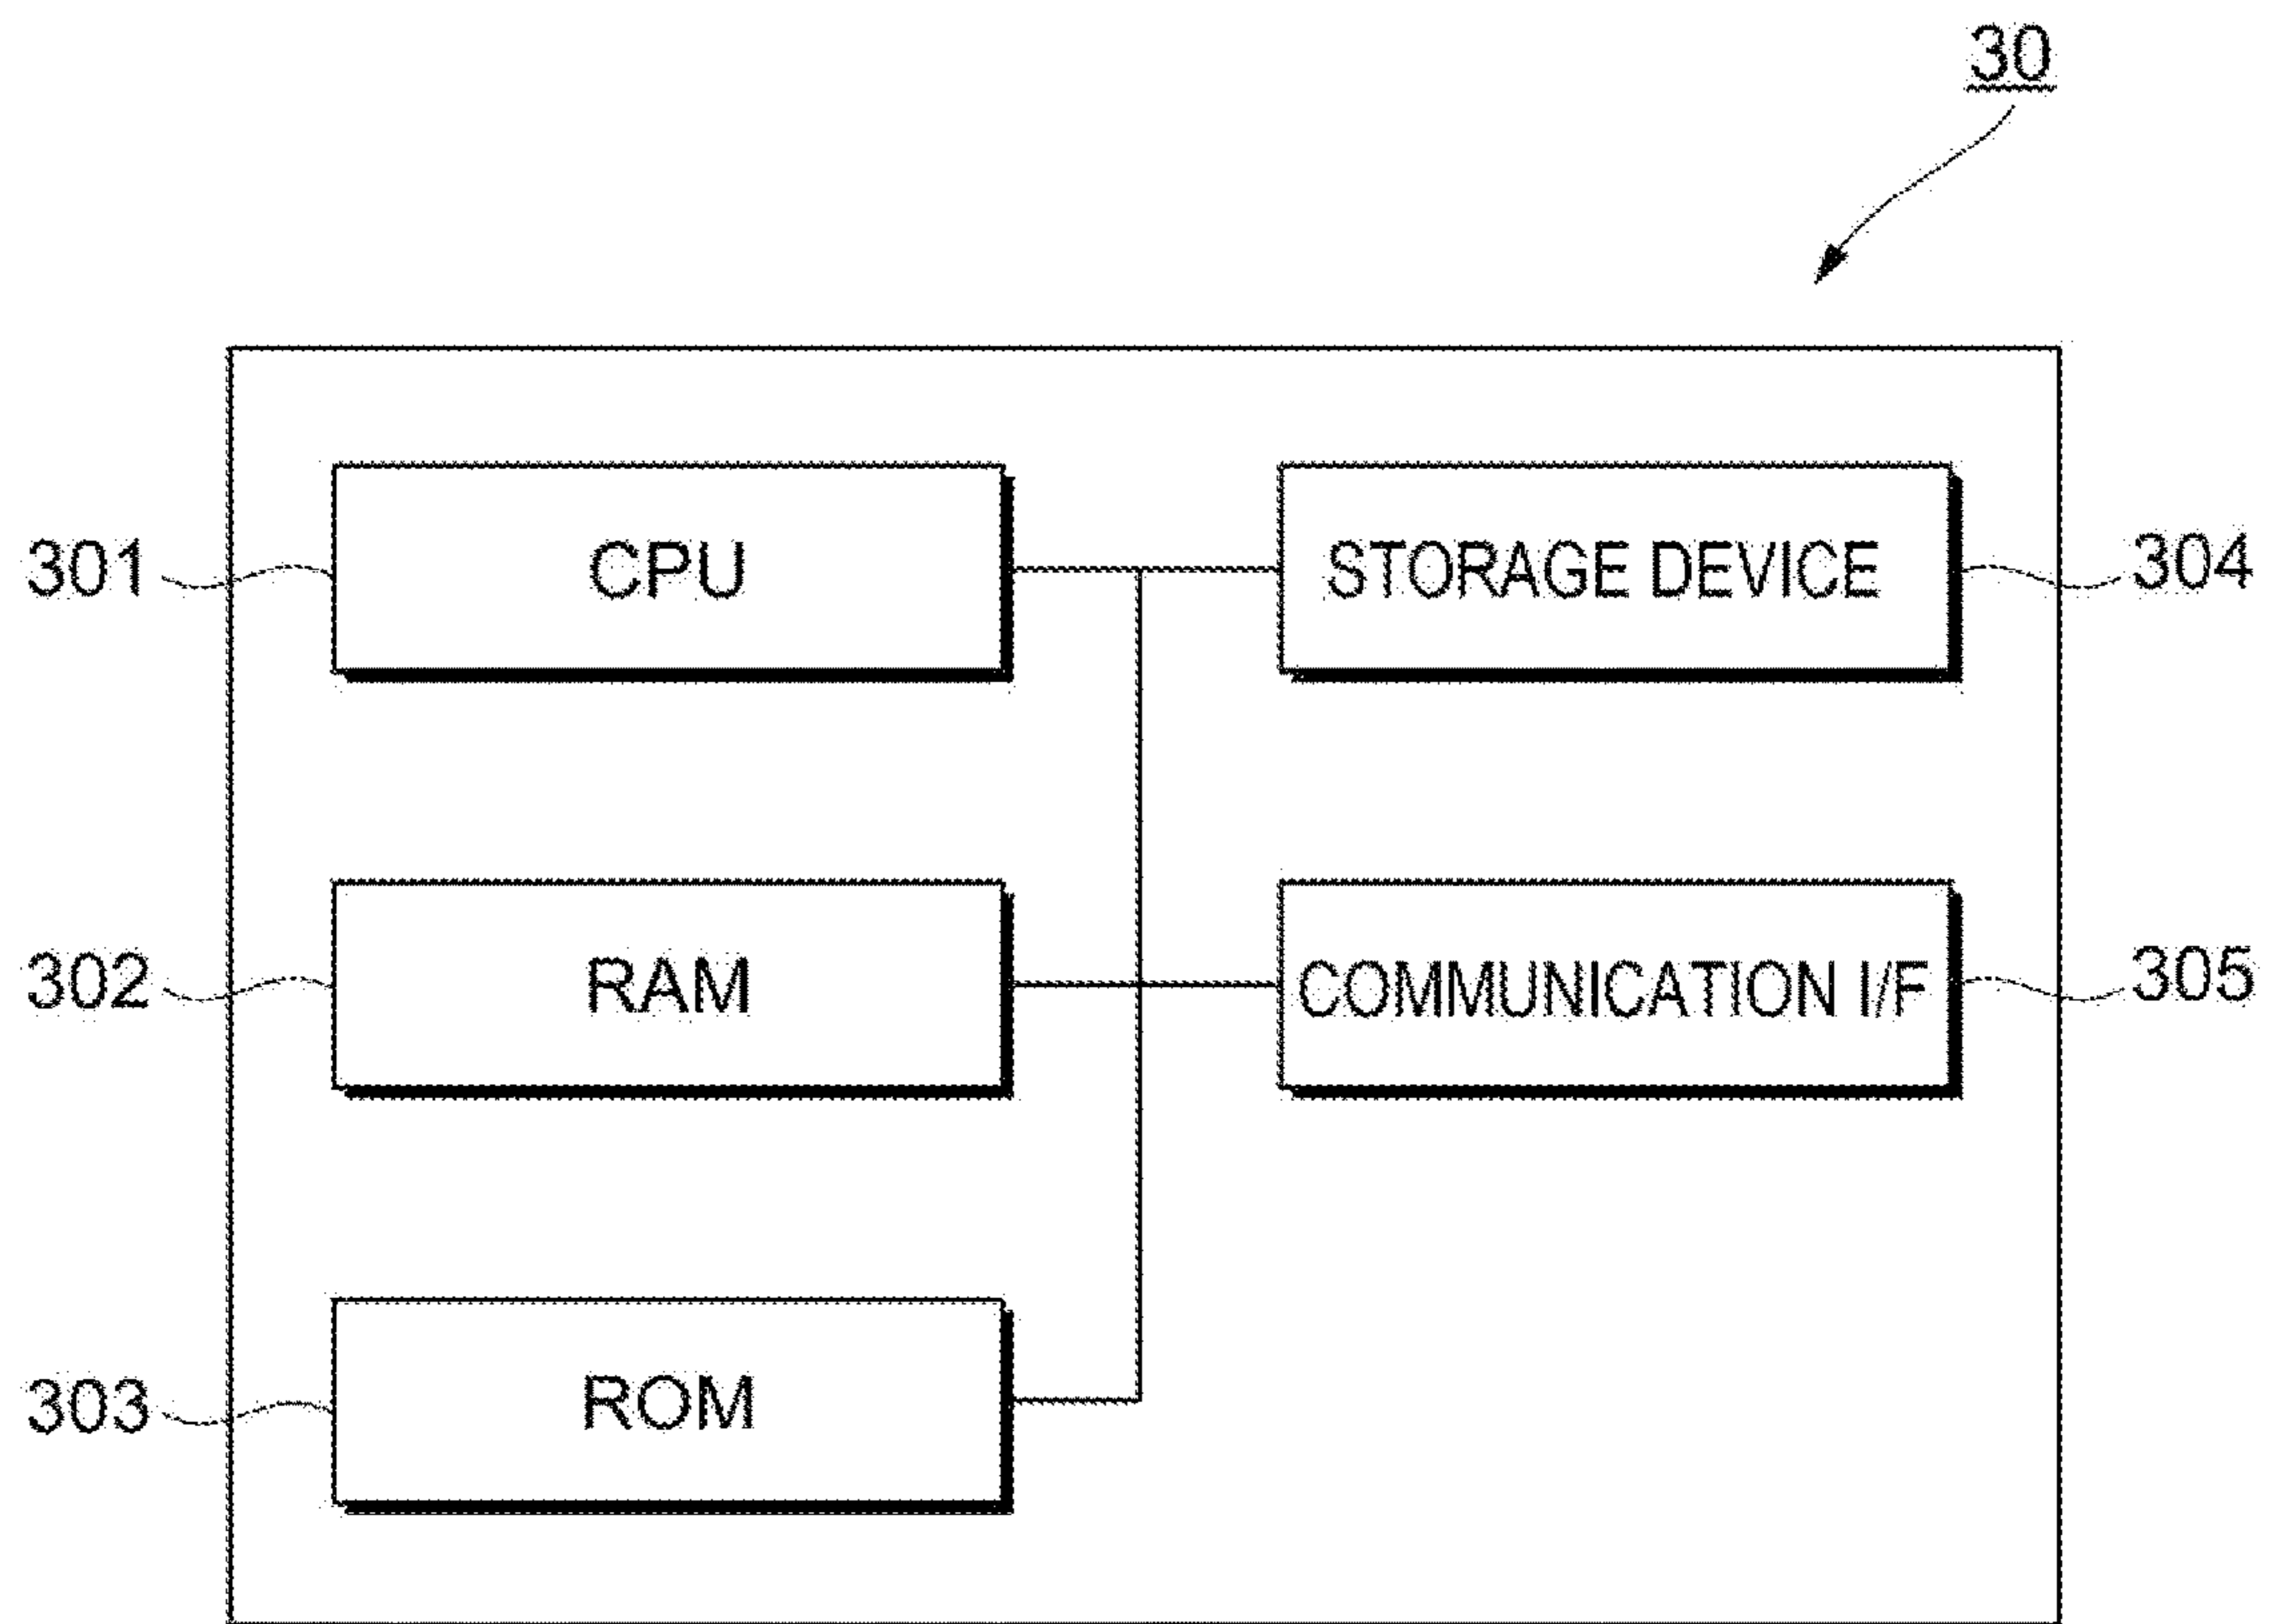 30
301
CPU
STORAGE DEVICE
304
302
RAM
COMMUNICATION I/F
305
303
ROM